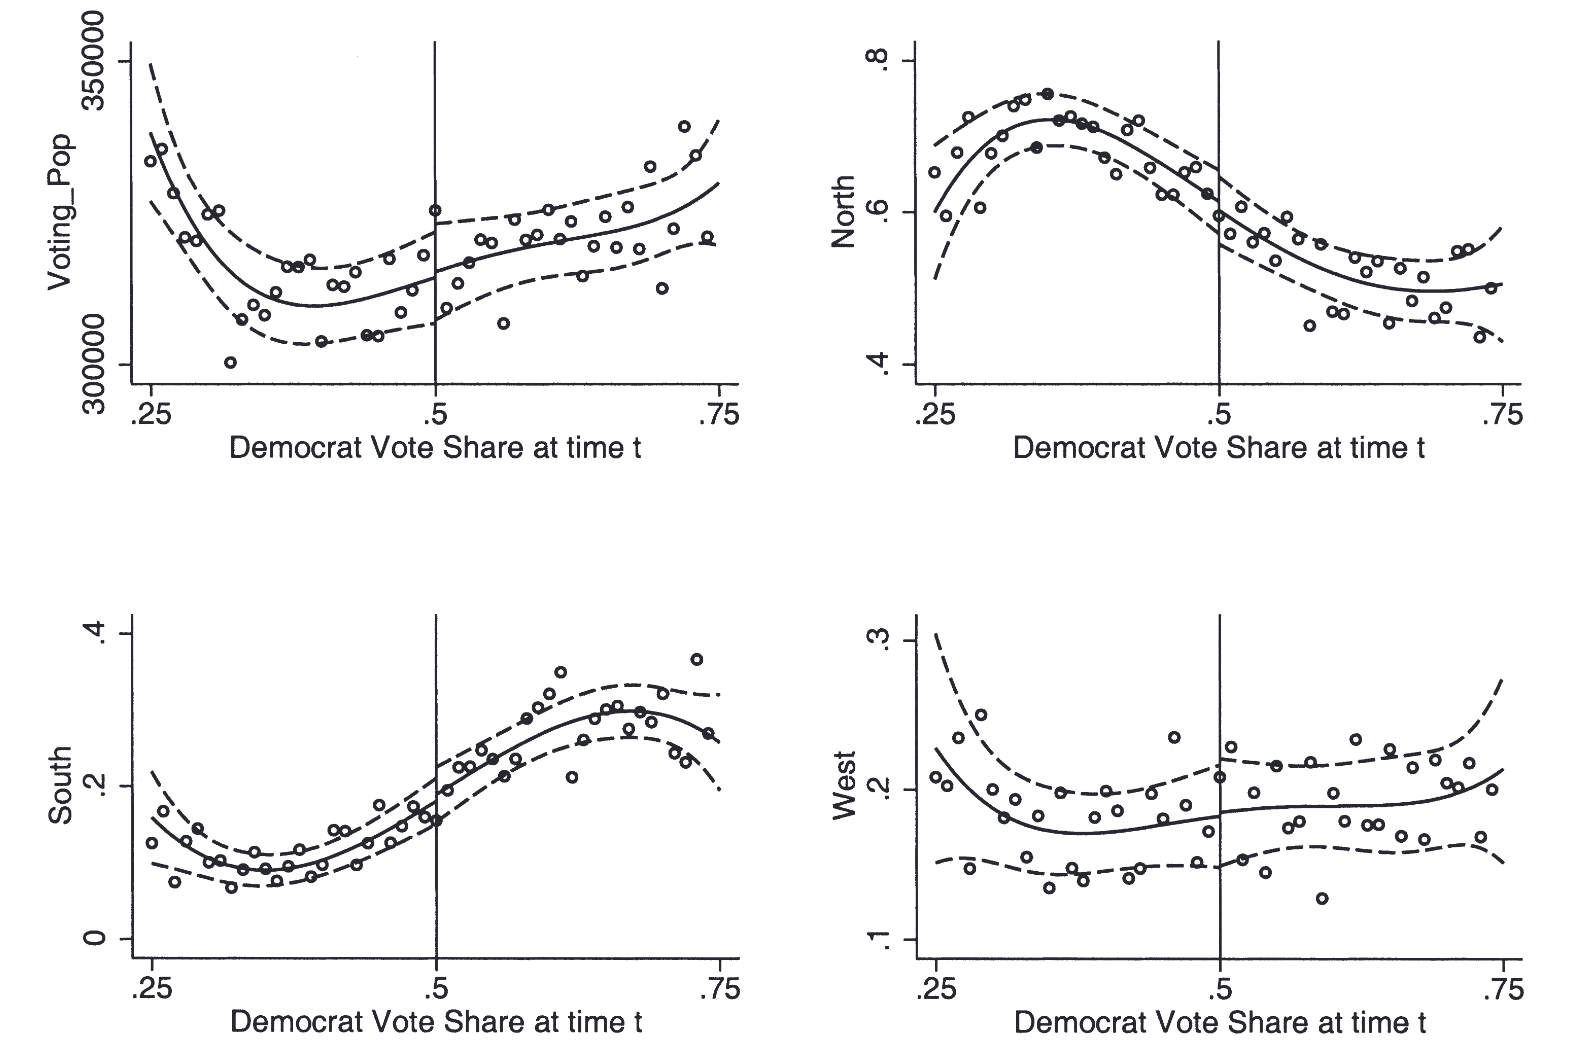 350000
Voting_Pop
300000
.25
.5
.75
Democrat Vote Share at time t
.8
North
.6
.4
.25
.5
.75
Democrat Vote Share at time t
.4
South
.2
0
.25
.5
.75
Democrat Vote Share at time t
.3
West
.2
.1
.25
.5
.75
Democrat Vote Share at time t